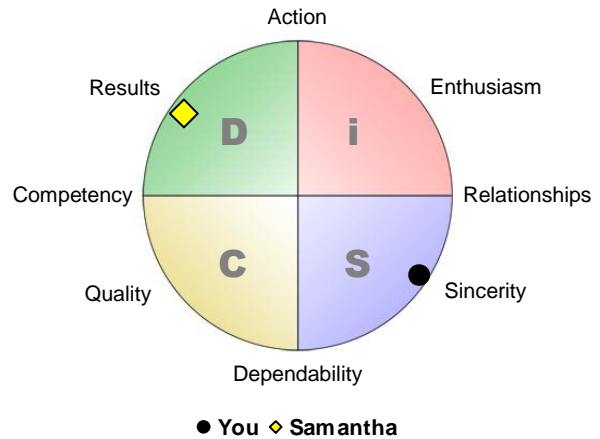 Action
Results
Enthusiasm
D
i
Competency
Relationships
C
S
Quality
Sincerity
Dependability
You Samantha